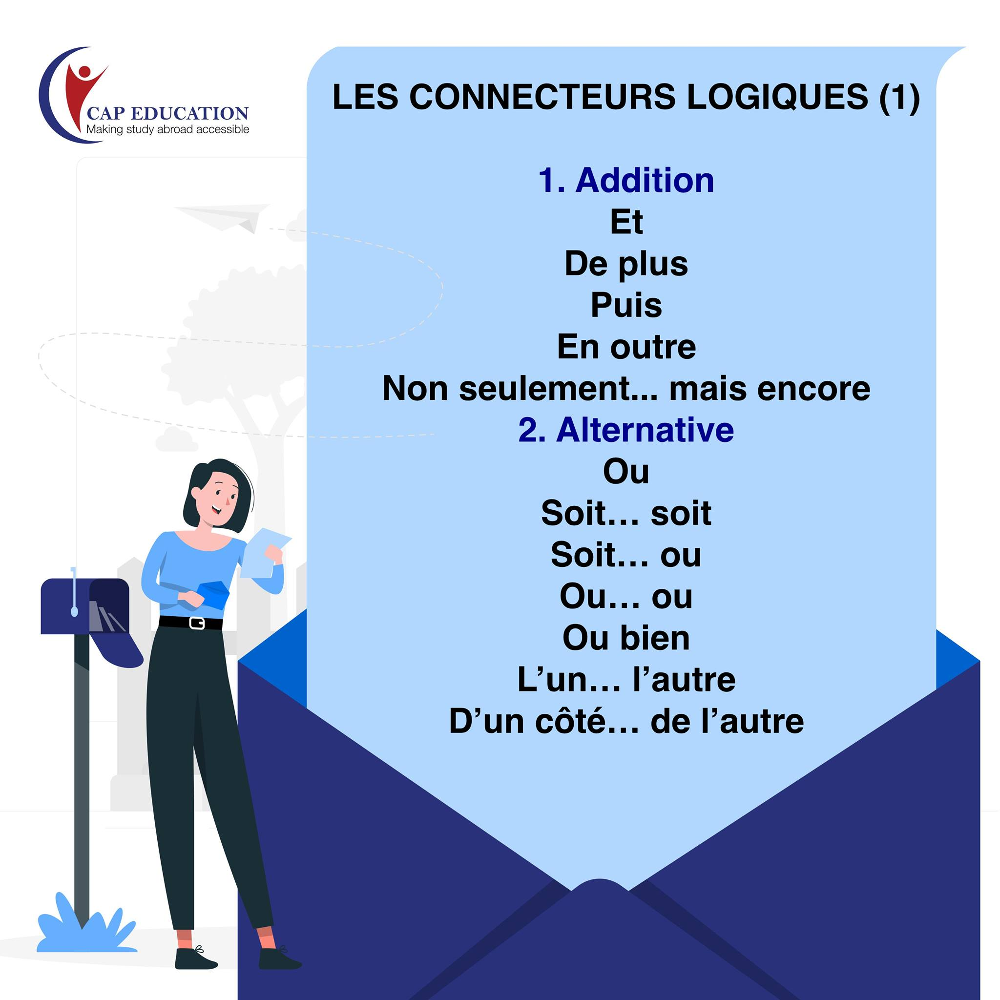 CAP EDUCATION
Making study abroad accessible
LES CONNECTEURS LOGIQUES (1)
1. Addition
Et
De plus
Puis
En outre
Non seulement... mais encore
2. Alternative
Ou
Soit… soit
Soit… ou
Ou… ou
Ou bien
L’un… l’autre
D’un côté… de l’autre